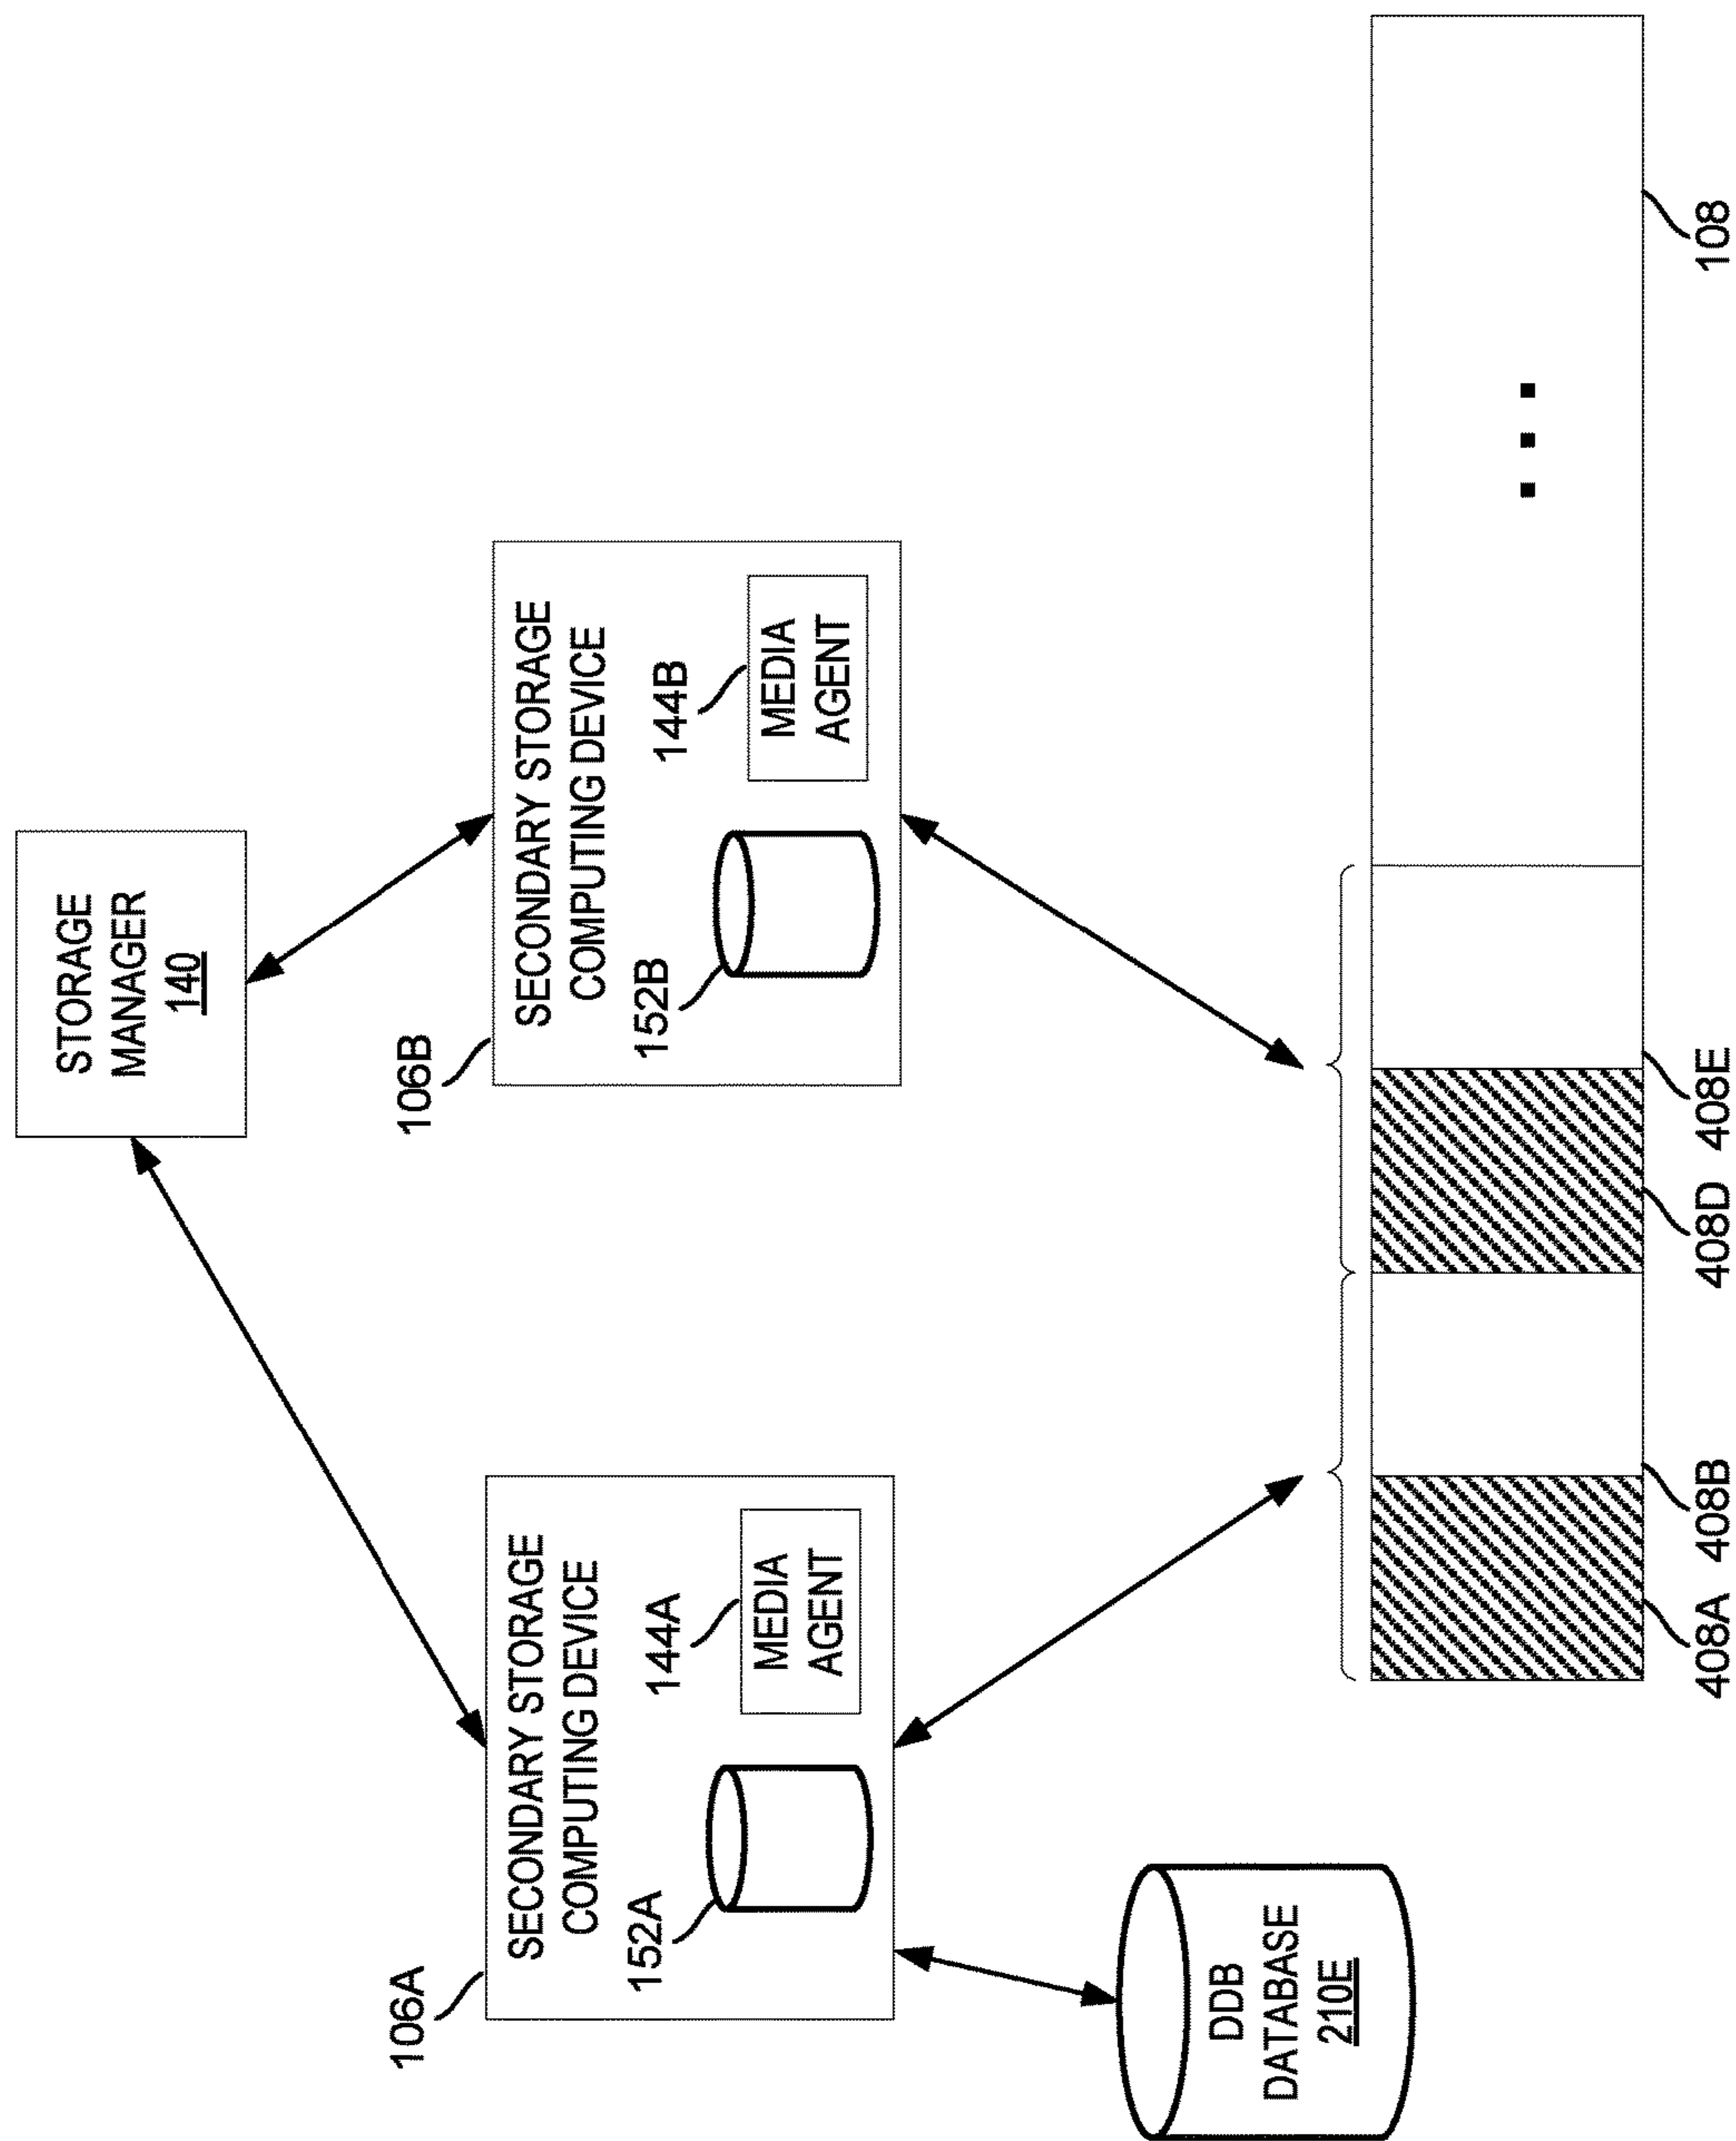 STORAGE
MANAGER
140
106A
SECONDARY STORAGE
COMPUTING DEVICE
152A
144A
MEDIA
AGENT
106B
SECONDARY STORAGE
COMPUTING DEVICE
152B
144B
MEDIA
AGENT
DDB
DATABASE
210E
408A
408B
408D
408E
108